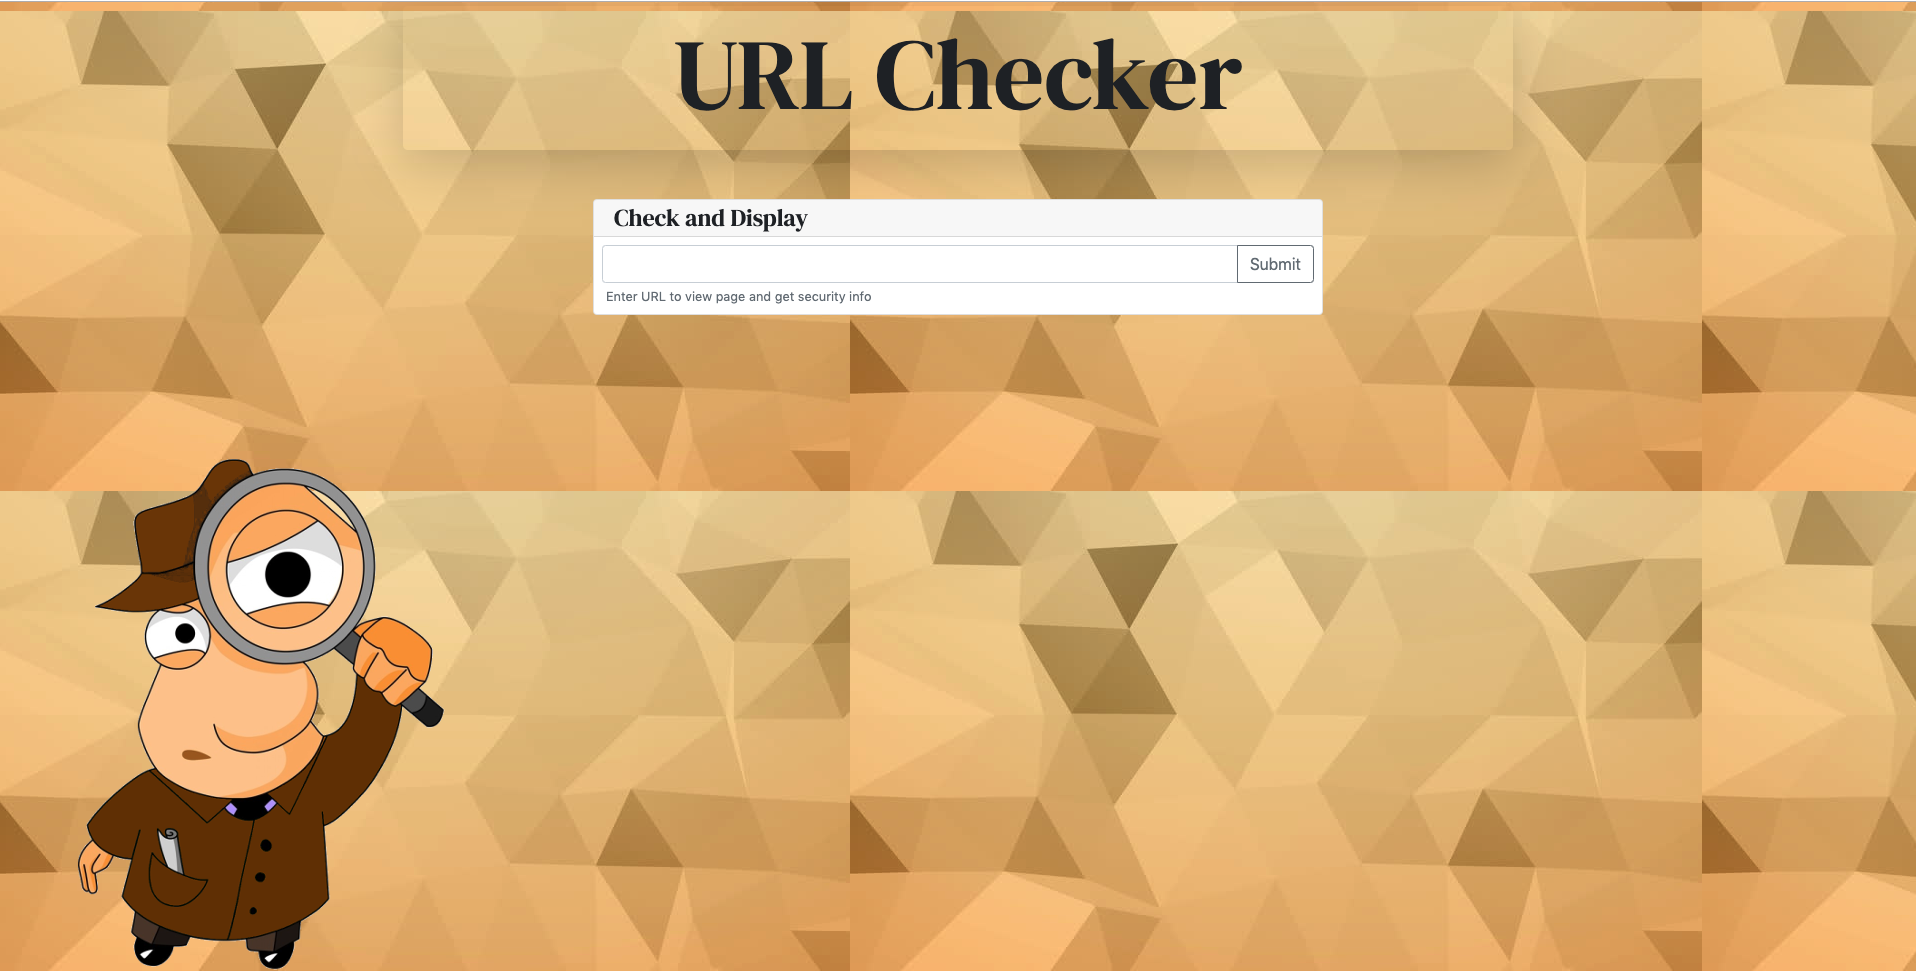 URL Checker
Check and Display
Submit
Enter URL to view page and get security info